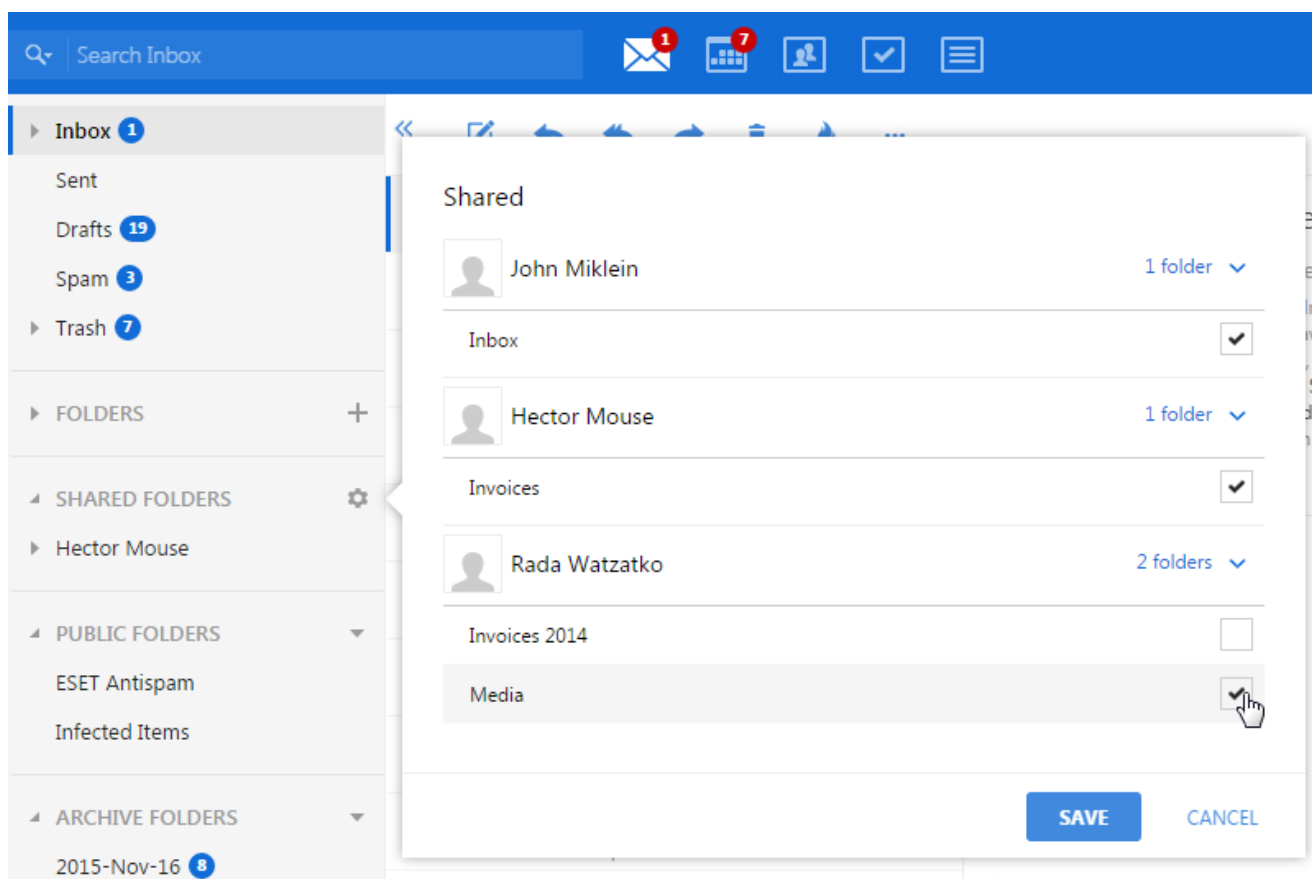 Search Inbox
1
7
Inbox 1
Sent
Drafts 19
Spam 3
Trash 7
FOLDERS
SHARED FOLDERS
Hector Mouse
PUBLIC FOLDERS
ESET Antispam
Infected Items
ARCHIVE FOLDERS
2015-Nov-16 8
Shared
John Miklein 1 folder
Inbox
Hector Mouse 1 folder
Invoices
Rada Watzatko 2 folders
Invoices 2014
Media
SAVE CANCEL